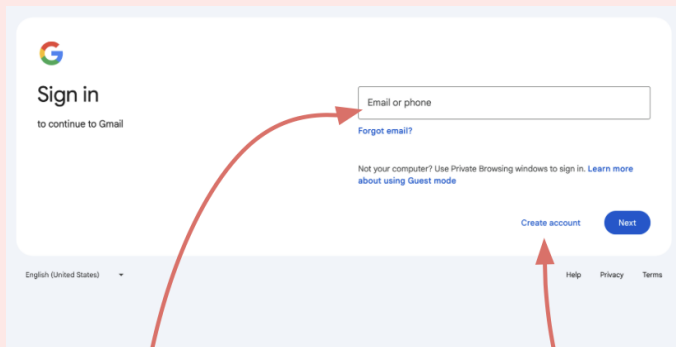 Sign in
to continue to Gmail
Email or phone
Forgot email?
Not your computer? Use Private Browsing windows to sign in. Learn more
about using Guest mode
Create account
Next
English (United States)
Help
Privacy
Terms